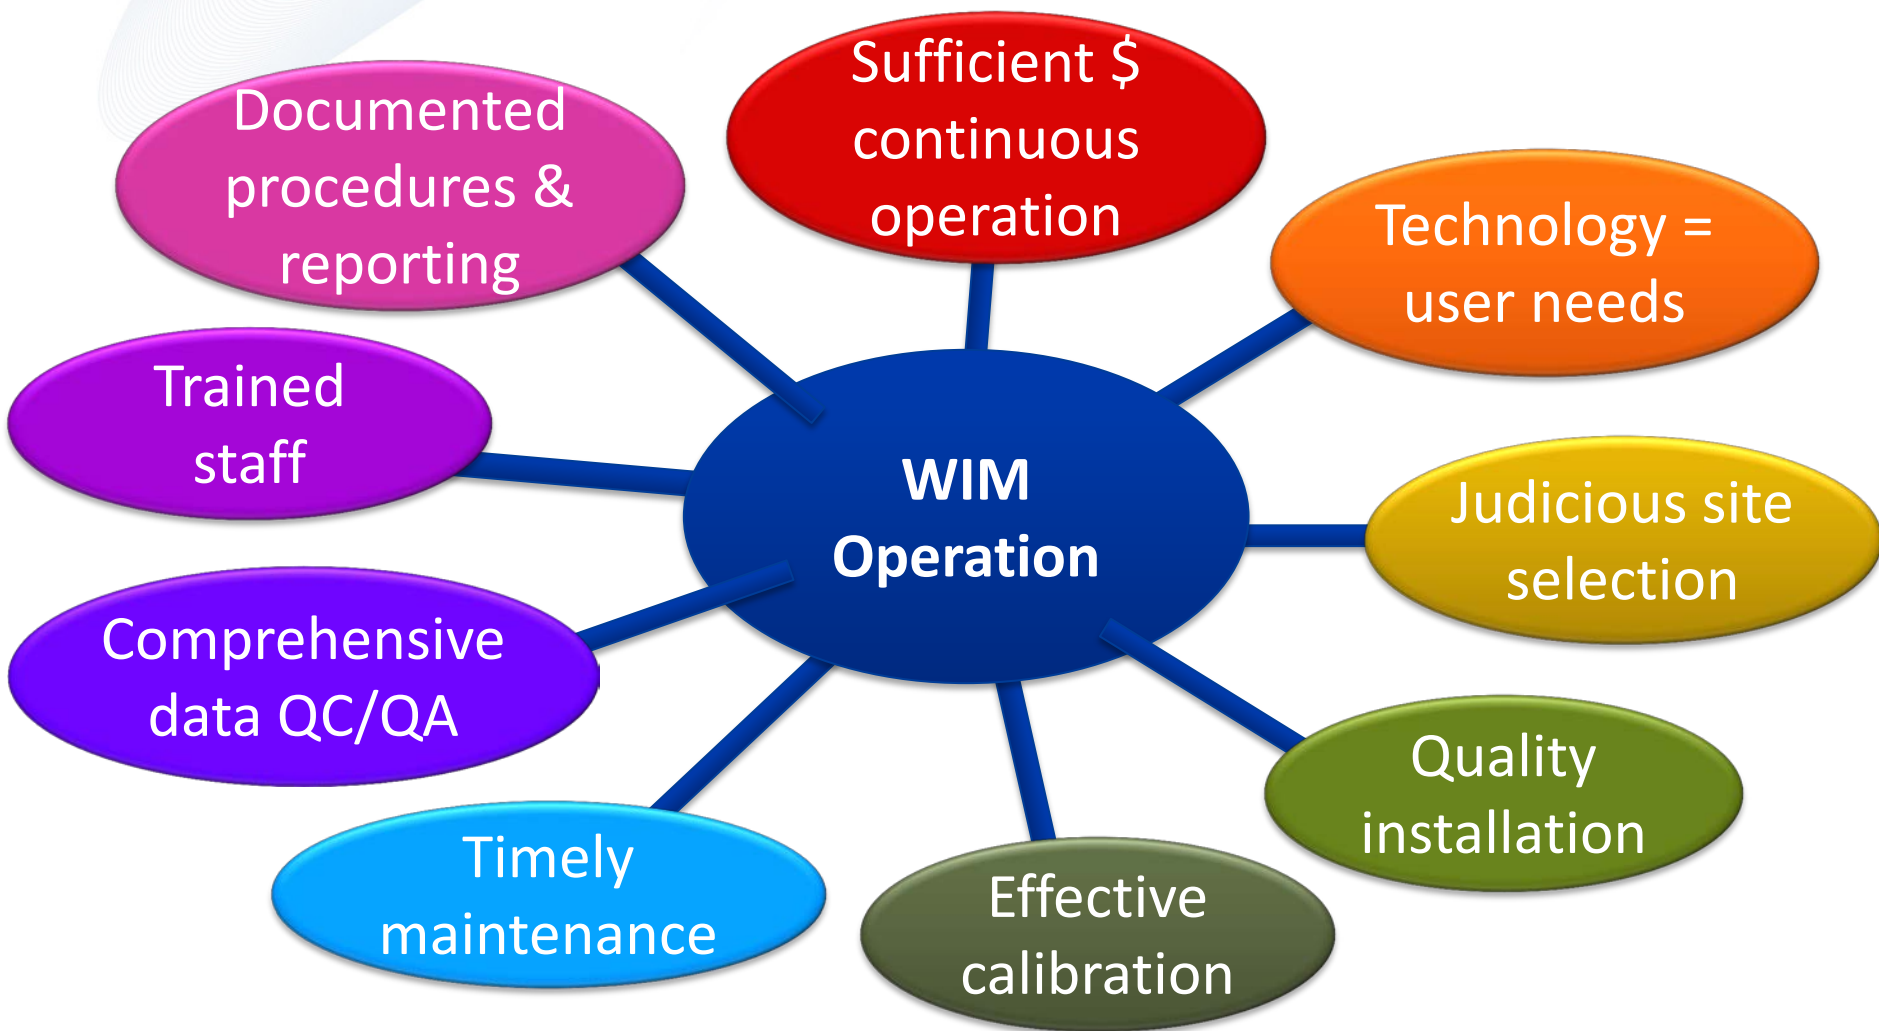 Sufficient $
continuous
operation
Technology =
user needs
Judicious site
selection
Quality
installation
Effective
calibration
Timely
maintenance
Comprehensive
data QC/QA
Trained
staff
Documented
procedures &
reporting
WIM
Operation